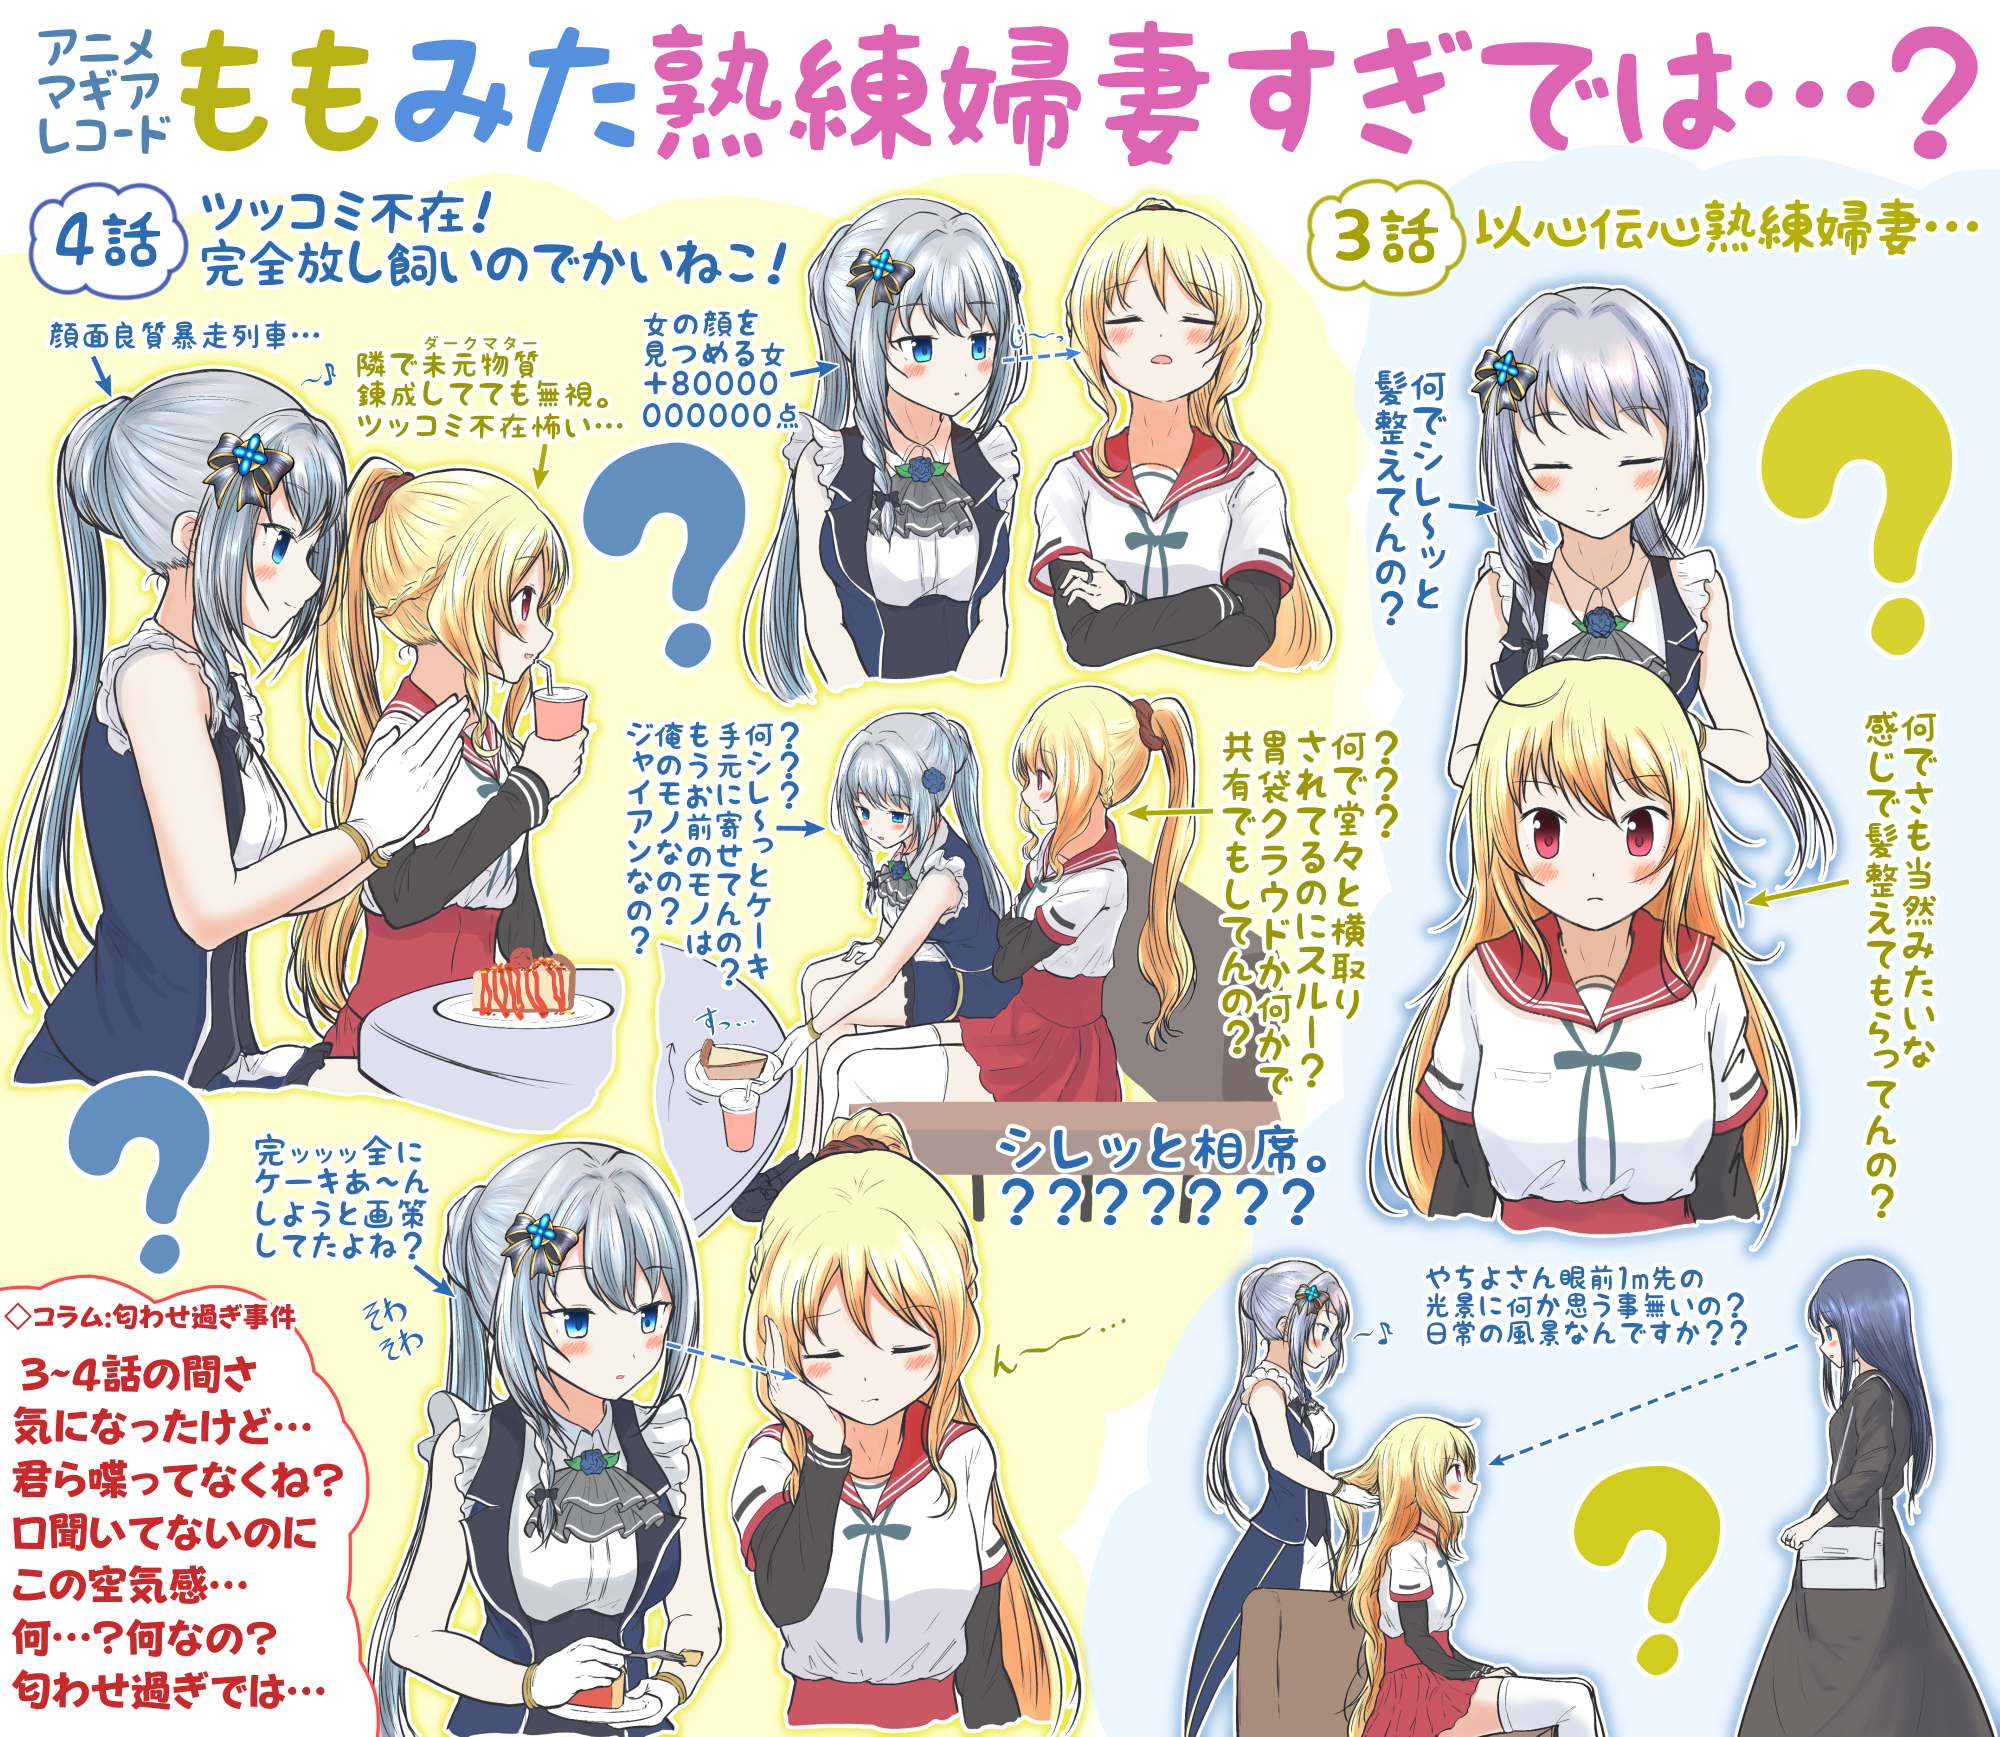 アニメ
マギア
レコード
ももみた熟練婦妻すぎでは…?
4話
ツッコミ不在!
完全放し飼いのでかいねこ!
顔面良質暴走列車…
～♪
ダークマター
隣で未元物質
錬成してても無視。
ツッコミ不在怖い…
女の顔を
見つめる女
+80000
000000点
じ～っ
?
???
何シレ～っとケーキ
手元に寄せてんの?
もうお前のモノは
俺のモノなの?
ジャイアンなの?
すっ…
???
何で堂々と横取り
されてるのにスルー?
胃袋クラウドか何かで
共有でもしてんの?
シレッと相席。
???????
?
完ッッッ全に
ケーキあ～ん
しようと画策
してたよね?
そわ
そわ
ん～…
◇コラム:匂わせ過ぎ事件
3~4話の間さ
気になったけど…
君ら喋ってなくね?
口聞いてないのに
この空気感…
何…?何なの?
匂わせ過ぎでは…
3話
以心伝心熟練婦妻…
何でシレ～ッと
髪整えてんの?
?
何でさも当然みたいな
感じで髪整えてもらってんの?
～♪
やちよさん眼前1m先の
光景に何か思う事無いの?
日常の風景なんですか??
?